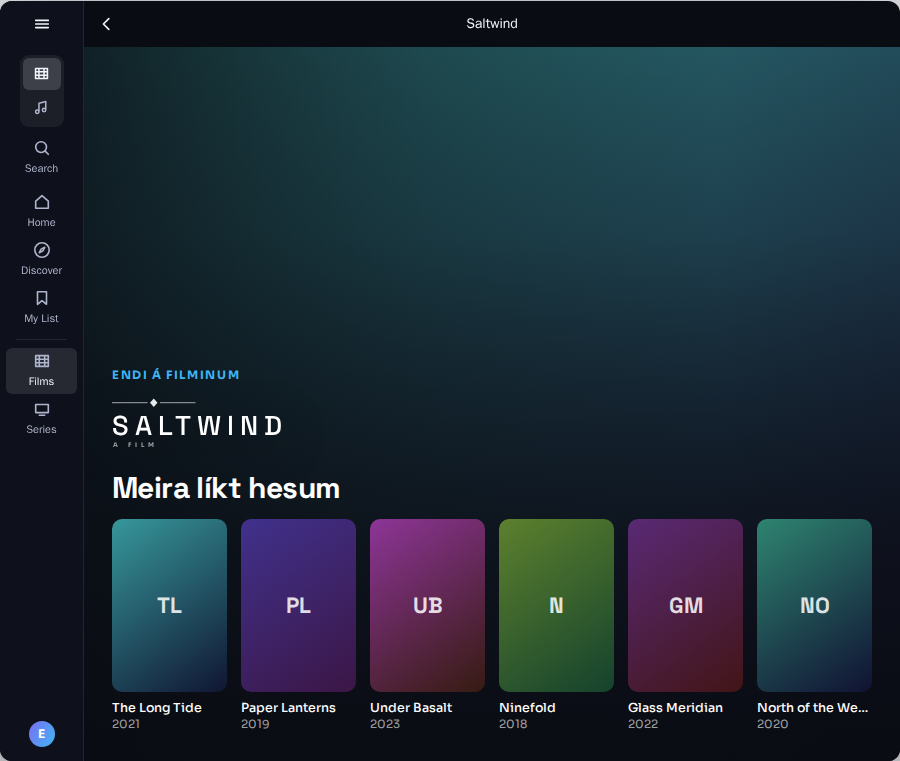 Saltwind
Search
Home
Discover
My List
Films
Series
E
ENDI Á FILMINUM
SALTWIND
A FILM
Meira líkt hesum
TL
PL
UB
N
GM
NO
The Long Tide
2021
Paper Lanterns
2019
Under Basalt
2023
Ninefold
2018
Glass Meridian
2022
North of the We...
2020